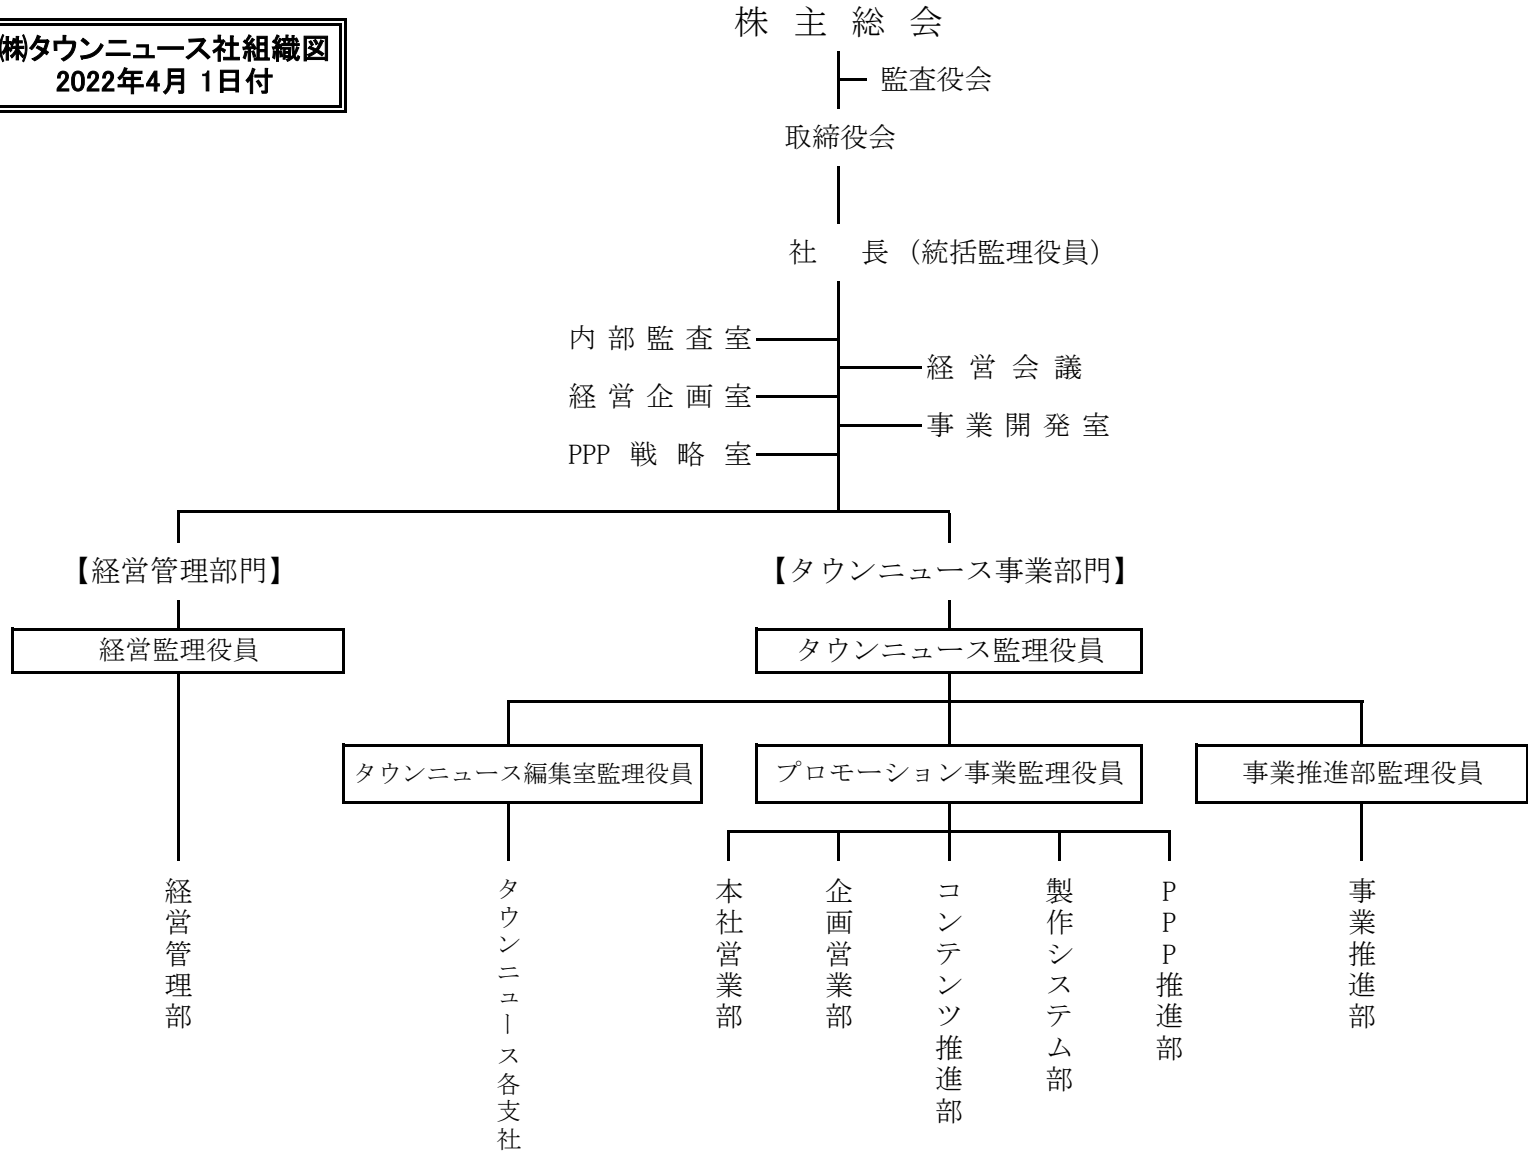 ㈱タウンニュース社組織図
2022年4月 1日付
株主総会
監査役会
取締役会
社 長（統括監理役員）
内部監査室
経営会議
経営企画室
事業開発室
PPP 戦略室
【経営管理部門】
【タウンニュース事業部門】
経営監理役員
タウンニュース監理役員
タウンニュース編集室監理役員
プロモーション事業監理役員
事業推進部監理役員
経営管理部
タウンニュース各支社
本社営業部
企画営業部
コンテンツ推進部
製作システム部
PPP推進部
事業推進部